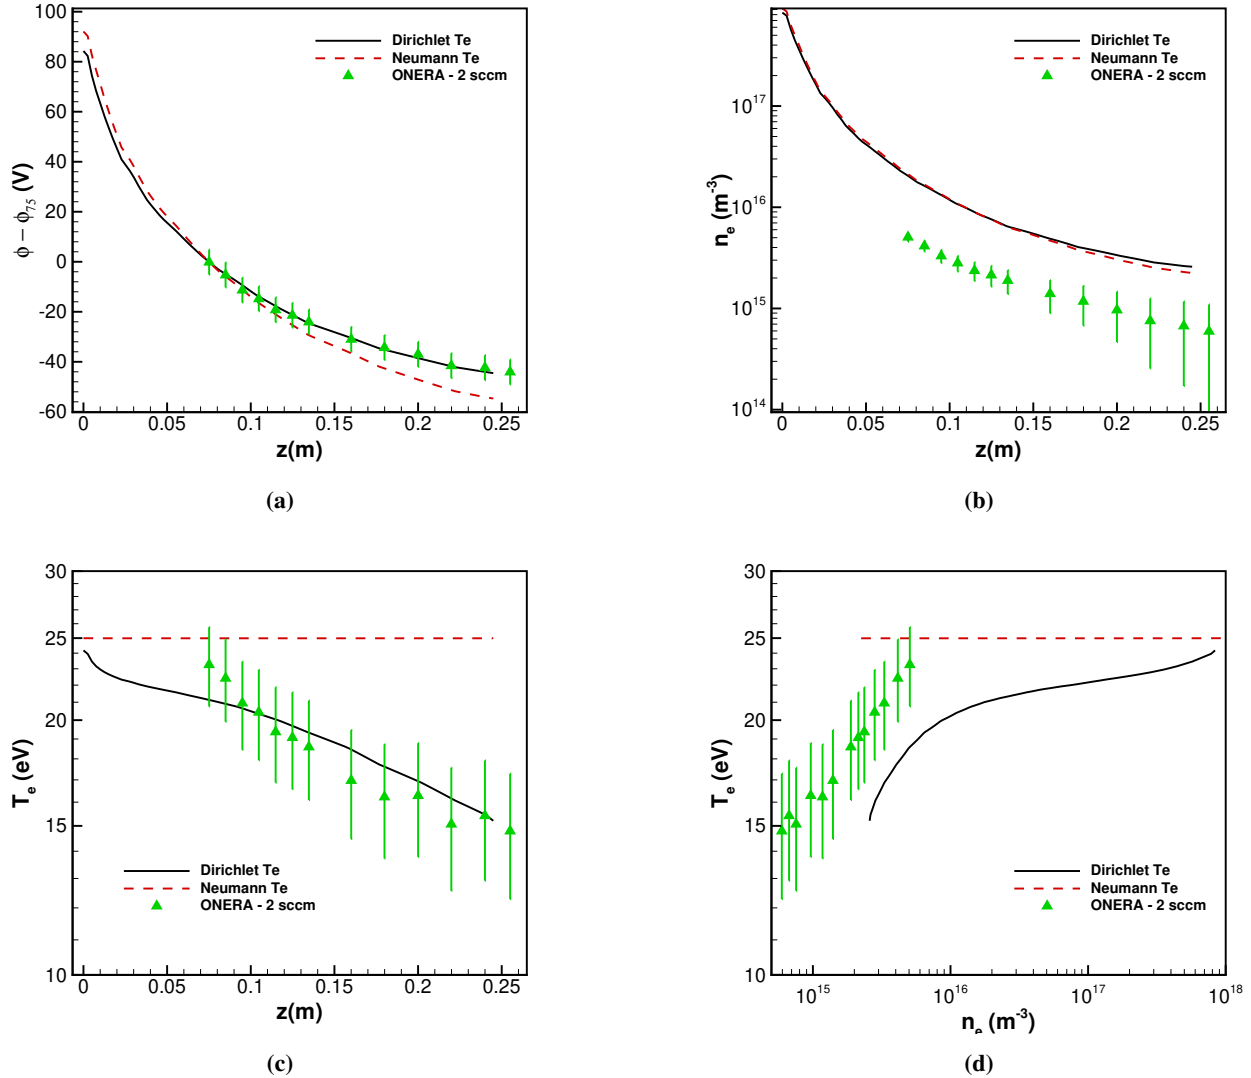 100
80
60
40
20
0
-20
-40
-60
ϕ − ϕ75 (V)
0
0.05
0.1
0.15
0.2
0.25
z(m)
Dirichlet Te
Neumann Te
ONERA - 2 sccm
(a)
10^17
10^16
10^15
10^14
n_e (m^-3)
0
0.05
0.1
0.15
0.2
0.25
z(m)
Dirichlet Te
Neumann Te
ONERA - 2 sccm
(b)
30
25
20
15
10
T_e (eV)
0
0.05
0.1
0.15
0.2
0.25
z(m)
Dirichlet Te
Neumann Te
ONERA - 2 sccm
(c)
30
25
20
15
10
T_e (eV)
10^15
10^16
10^17
10^18
n_e (m^-3)
Dirichlet Te
Neumann Te
ONERA - 2 sccm
(d)